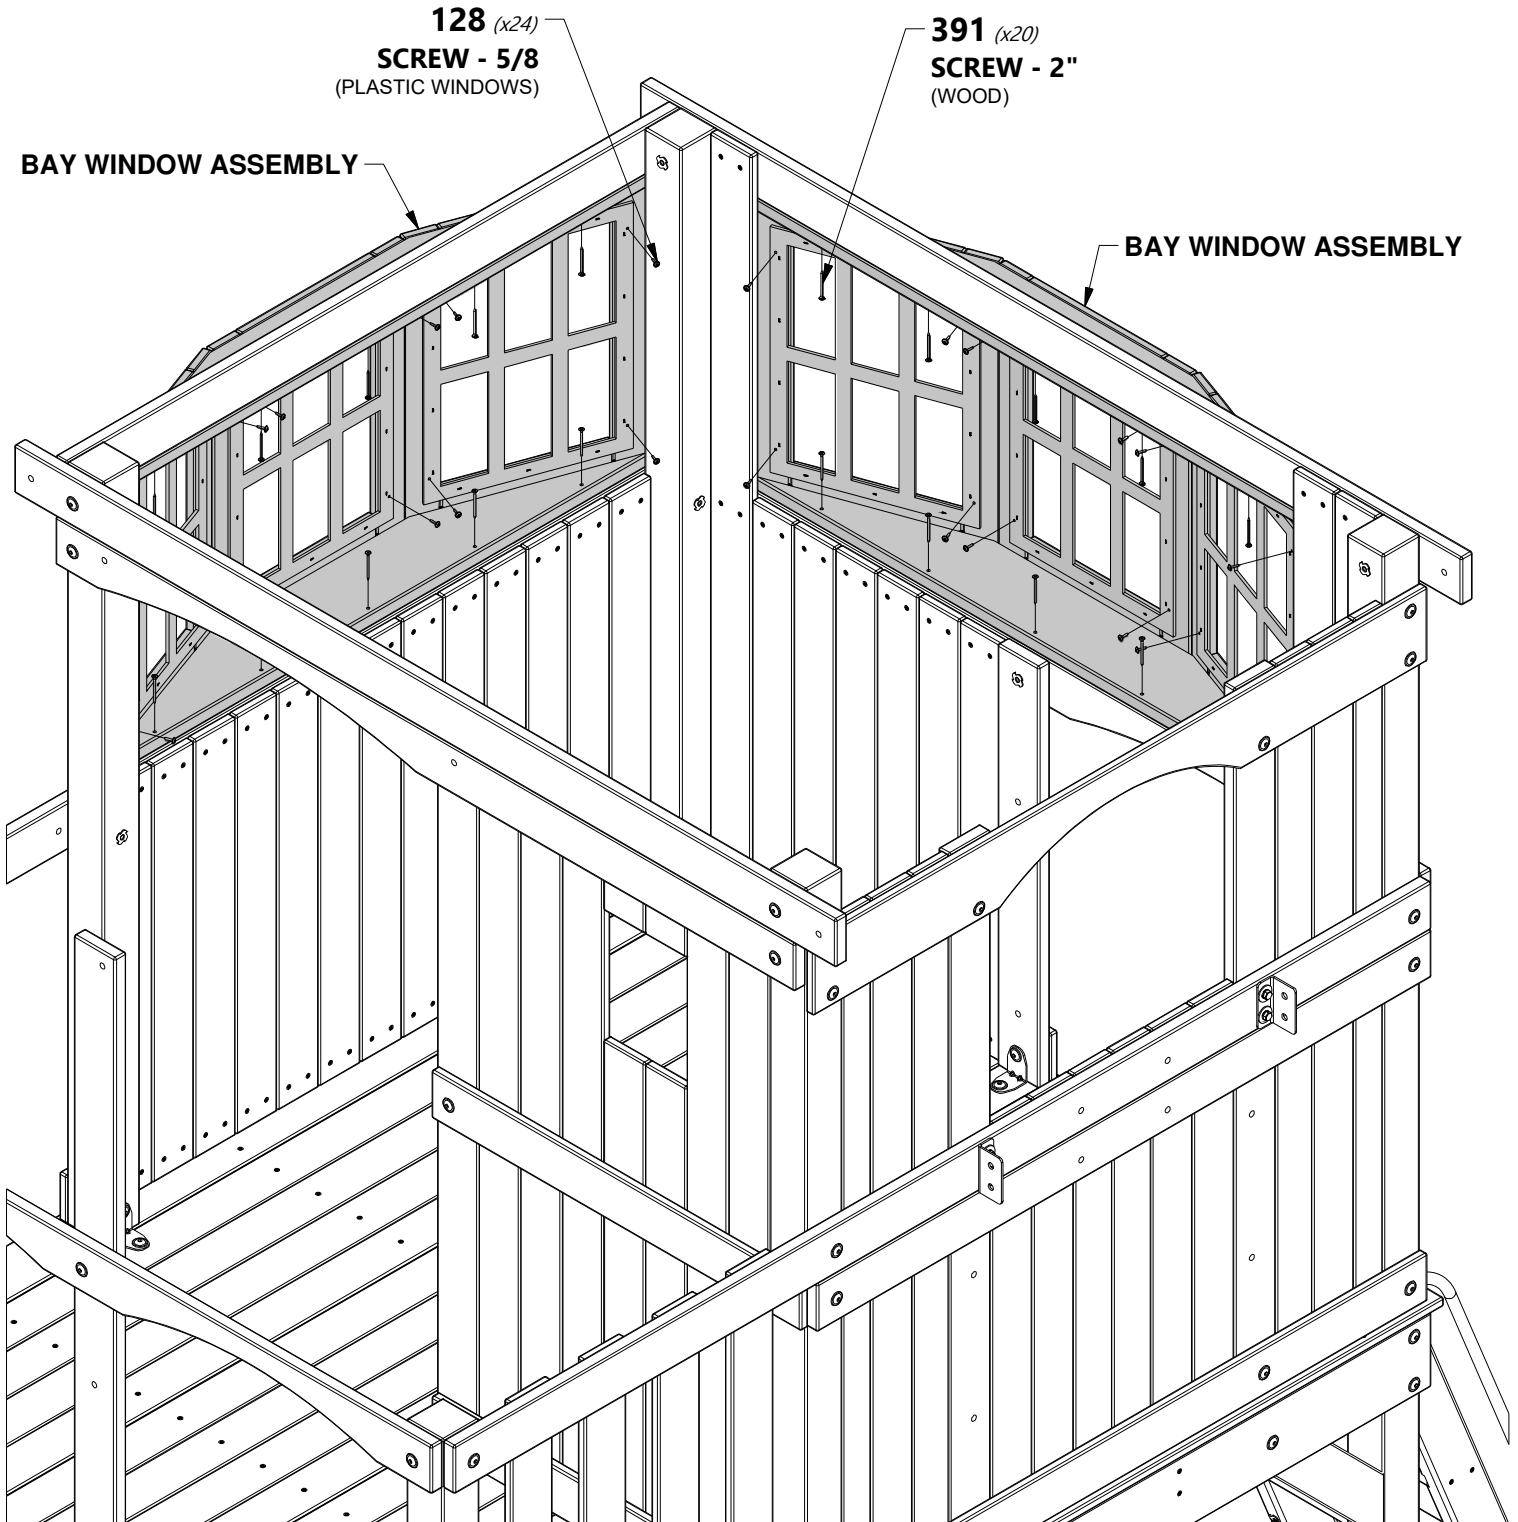 128 (x24)
SCREW - 5/8
(PLASTIC WINDOWS)
391 (x20)
SCREW - 2"
(WOOD)
BAY WINDOW ASSEMBLY
BAY WINDOW ASSEMBLY